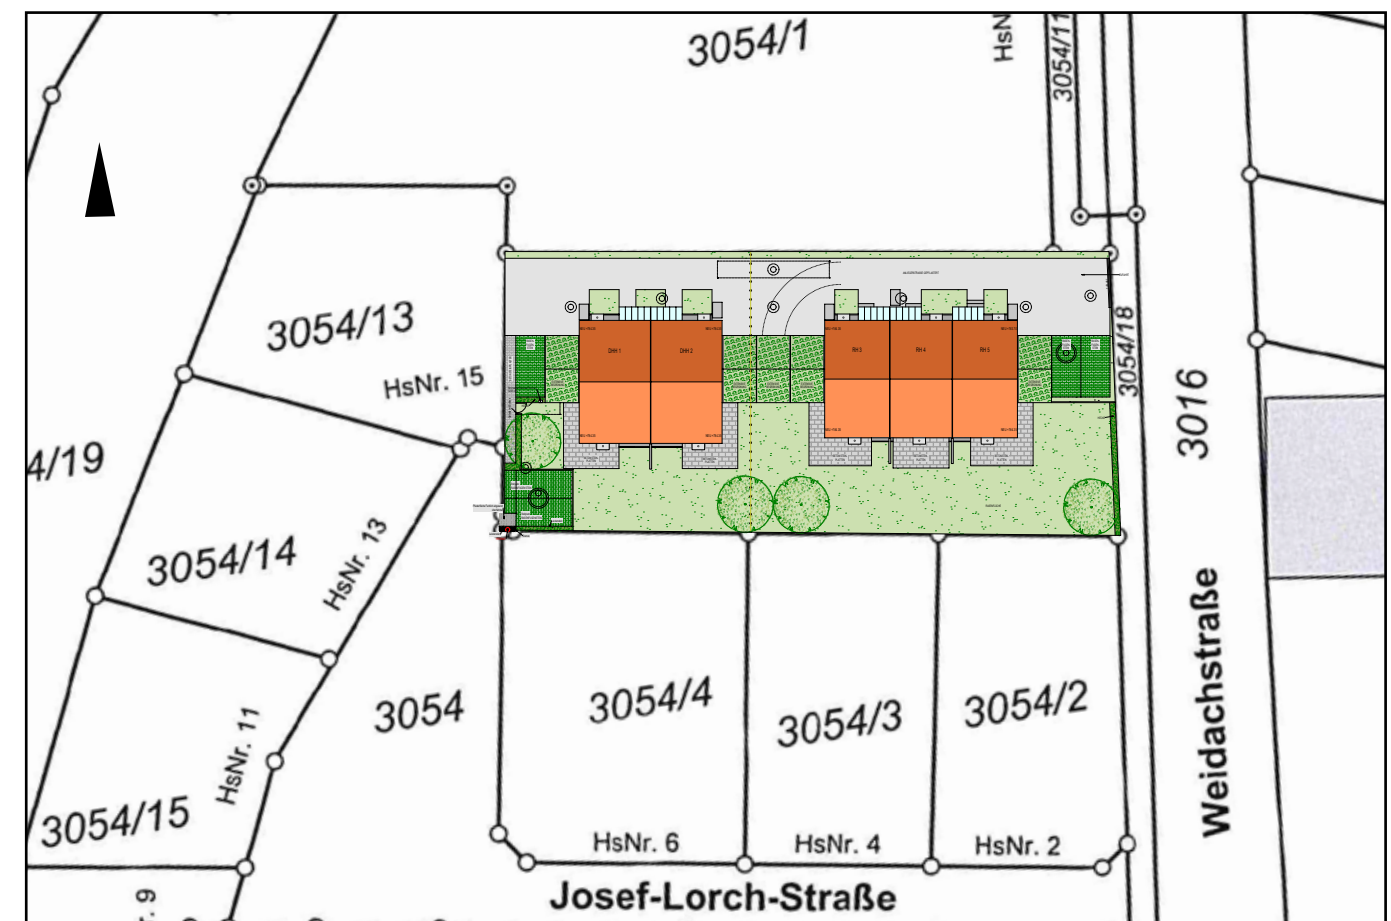 3054/1
HsN
3054/11
3054/13
HsNr. 15
3054/18
3016
4/19
DHH 1
DHH 2
RH 3
RH 4
RH 5
3054/14
HsNr. 13
3054
3054/4
3054/3
3054/2
Weidachstraße
HsNr. 11
3054/15
HsNr. 6
HsNr. 4
HsNr. 2
Josef-Lorch-Straße
r. 9